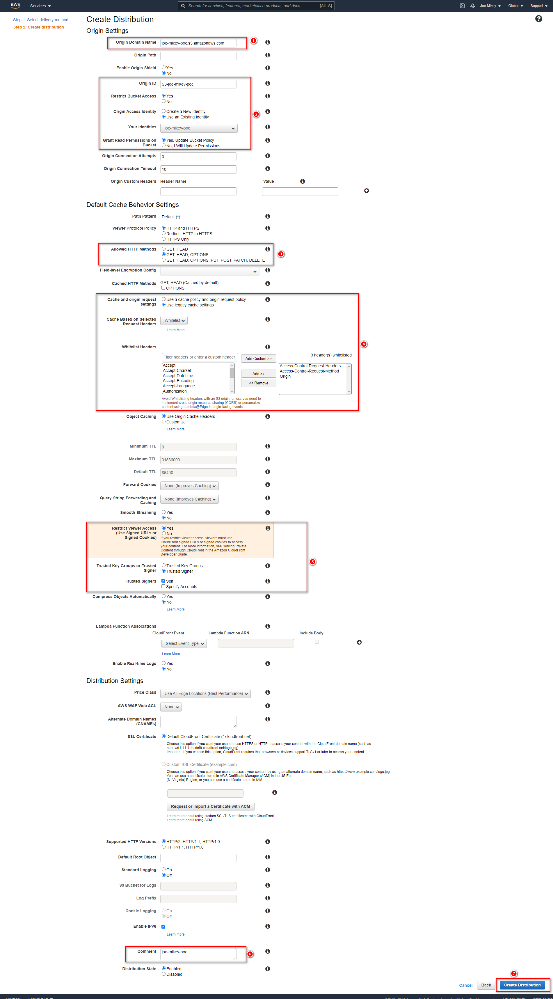 aws
Services
Search for services, features, marketplace products, and docs
[Alt+S]
Joe-Mikey
Global
Support
Step 1: Select delivery method
Step 2: Create distribution
Create Distribution
Origin Settings
Origin Domain Name
joe-mikey-poc.s3.amazonaws.com
1
Origin Path
Enable Origin Shield
Yes
No
Origin ID
S3-joe-mikey-poc
Restrict Bucket Access
Yes
No
Origin Access Identity
Create a New Identity
Use an Existing Identity
2
Your Identities
joe-mikey-poc
Grant Read Permissions on
Bucket
Yes, Update Bucket Policy
No, I Will Update Permissions
Origin Connection Attempts
3
Origin Connection Timeout
10
Origin Custom Headers
Header Name
Value
Default Cache Behavior Settings
Path Pattern
Default (*)
Viewer Protocol Policy
HTTP and HTTPS
Redirect HTTP to HTTPS
HTTPS Only
Allowed HTTP Methods
GET, HEAD
GET, HEAD, OPTIONS
GET, HEAD, OPTIONS, PUT, POST, PATCH, DELETE
3
Field-level Encryption Config
Cached HTTP Methods
GET, HEAD (Cached by default)
OPTIONS
Cache and origin request
settings
Use a cache policy and origin request policy
Use legacy cache settings
Cache Based on Selected
Request Headers
Whitelist
Learn More
4
Whitelist Headers
Filter headers or enter a custom header
Add Custom >>
3 header(s) whitelisted
Accept
Accept-Charset
Accept-Datetime
Accept-Encoding
Accept-Language
Authorization
Add >>
<< Remove
Access-Control-Request-Headers
Access-Control-Request-Method
Origin
Avoid Whitelisting headers with an S3 origin, unless you need to
implement cross-origin resource sharing (CORS) or personalize
content using Lambda@Edge in origin-facing events.
Object Caching
Use Origin Cache Headers
Customize
Learn More
Minimum TTL
0
Maximum TTL
31536000
Default TTL
86400
Forward Cookies
None (Improves Caching)
Query String Forwarding and
Caching
None (Improves Caching)
Smooth Streaming
Yes
No
Restrict Viewer Access
(Use Signed URLs or
Signed Cookies)
Yes
No
If you restrict viewer access, viewers must use
CloudFront signed URLs or signed cookies to access
your content. For more information, see Serving Private
Content through CloudFront in the Amazon CloudFront
Developer Guide.
5
Trusted Key Groups or Trusted
Signer
Trusted Key Groups
Trusted Signer
Trusted Signers
Self
Specify Accounts
Compress Objects Automatically
Yes
No
Learn More
Lambda Function Associations
CloudFront Event
Lambda Function ARN
Include Body
Select Event Type
Learn More
Enable Real-time Logs
Yes
No
Distribution Settings
Price Class
Use All Edge Locations (Best Performance)
AWS WAF Web ACL
None
Alternate Domain Names
(CNAMEs)
SSL Certificate
Default CloudFront Certificate (*.cloudfront.net)
Choose this option if you want your users to use HTTPS or HTTP to access your content with the CloudFront domain name (such as
https://d111111abcdef8.cloudfront.net/logo.jpg).
Important: If you choose this option, CloudFront requires that browsers or devices support TLSv1 or later to access your content.
Custom SSL Certificate (example.com):
Choose this option if you want your users to access your content by using an alternate domain name, such as https://www.example.com/logo.jpg.
You can use a certificate stored in AWS Certificate Manager (ACM) in the US East
(N. Virginia) Region, or you can use a certificate stored in IAM.
Request or Import a Certificate with ACM
Learn more about using custom SSL/TLS certificates with CloudFront.
Learn more about using ACM.
Supported HTTP Versions
HTTP/2, HTTP/1.1, HTTP/1.0
HTTP/1.1, HTTP/1.0
Default Root Object
Standard Logging
On
Off
S3 Bucket for Logs
Log Prefix
Cookie Logging
On
Off
Enable IPv6
Learn more
Comment
joe-mikey-poc
6
Distribution State
Enabled
Disabled
7
Cancel
Back
Create Distribution